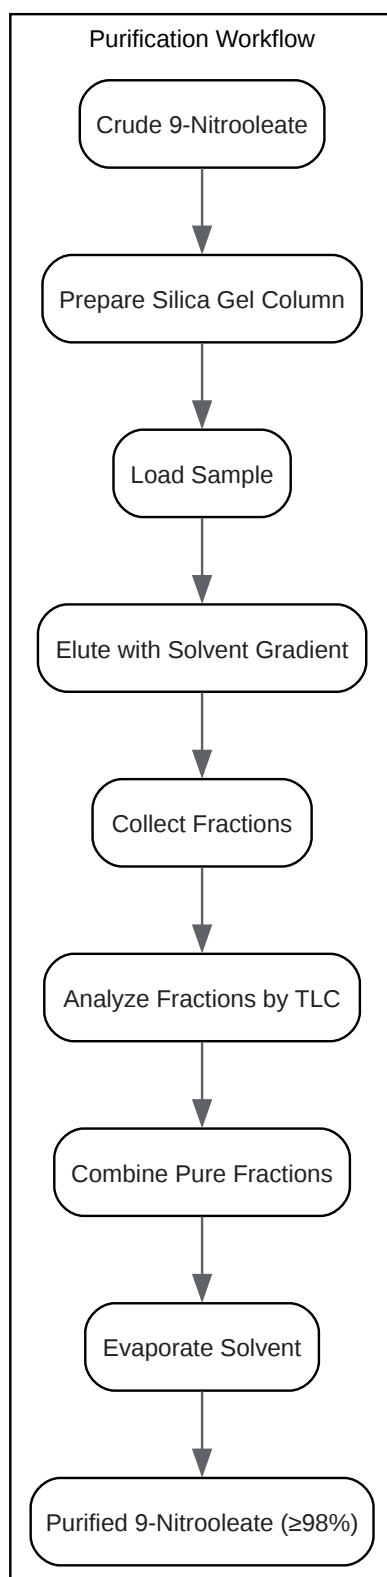 Purification Workflow
Crude 9-Nitrooleate
Prepare Silica Gel Column
Load Sample
Elute with Solvent Gradient
Collect Fractions
Analyze Fractions by TLC
Combine Pure Fractions
Evaporate Solvent
Purified 9-Nitrooleate (≥98%)